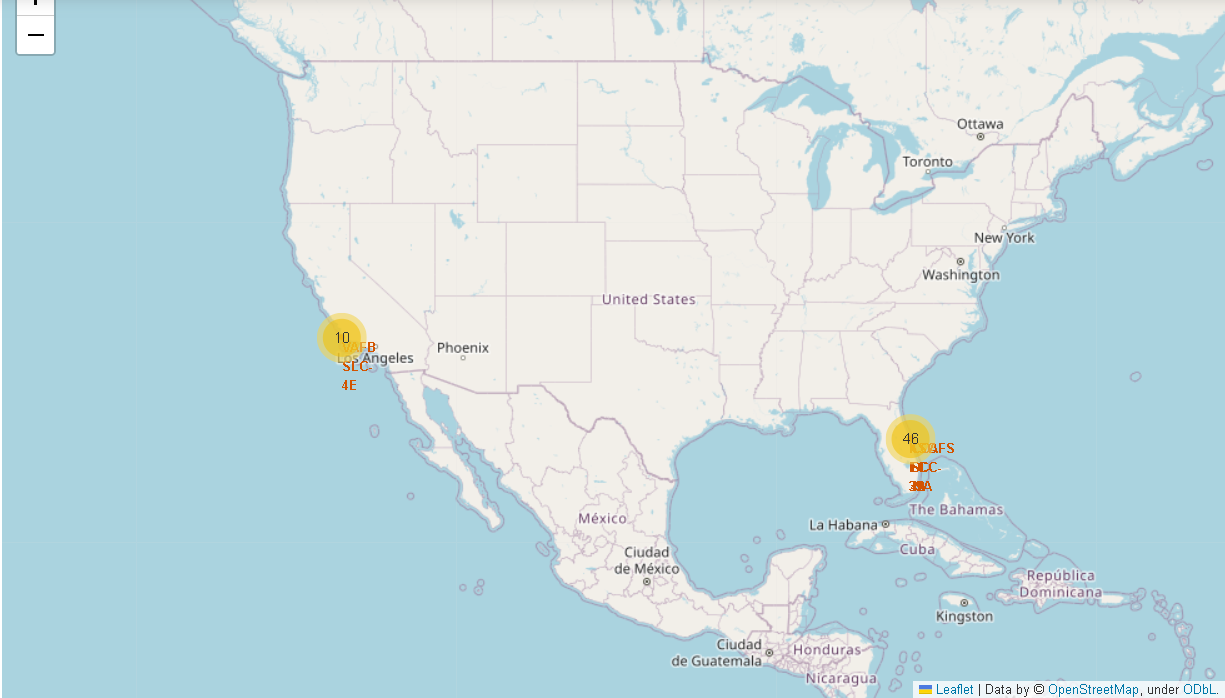 −
Ottawa
Toronto
New York
Washington
United States
10
VAFB
Los Angeles
SLC-
4E
Phoenix
46
The Bahamas
La Habana
México
Cuba
Ciudad
de México
República
Dominicana
Kingston
Ciudad
de Guatemala
Honduras
Nicaragua
Leaflet | Data by © OpenStreetMap, under ODbL.